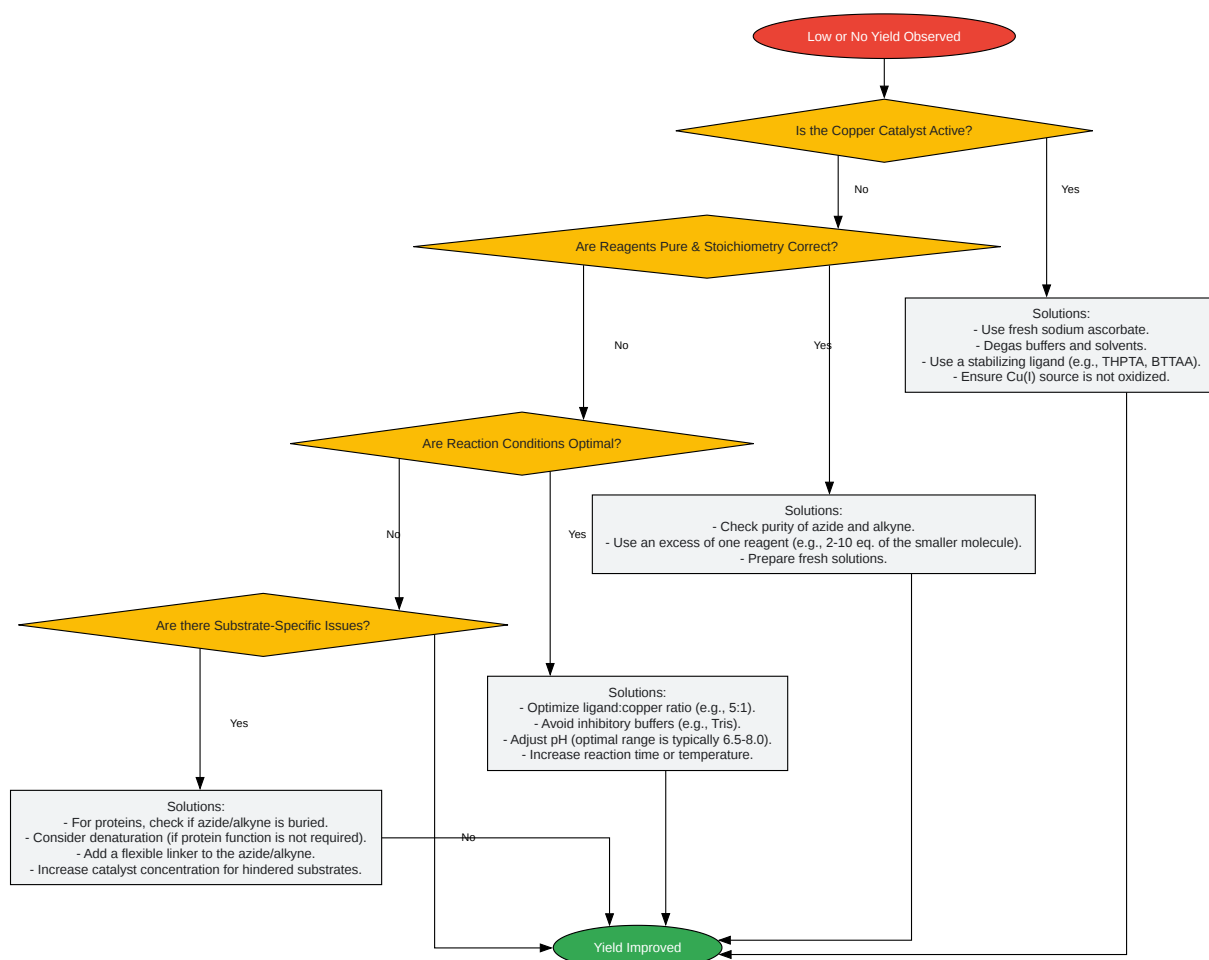 Low or No Yield Observed
Is the Copper Catalyst Active?
No
Yes
Are Reagents Pure & Stoichiometry Correct?
Solutions:
- Use fresh sodium ascorbate.
- Degas buffers and solvents.
- Use a stabilizing ligand (e.g., THPTA, BTTAA).
- Ensure Cu(I) source is not oxidized.
No
Yes
Are Reaction Conditions Optimal?
Solutions:
- Check purity of azide and alkyne.
- Use an excess of one reagent (e.g., 2-10 eq. of the smaller molecule).
- Prepare fresh solutions.
No
Yes
Are there Substrate-Specific Issues?
Solutions:
- Optimize ligand:copper ratio (e.g., 5:1).
- Avoid inhibitory buffers (e.g., Tris).
- Adjust pH (optimal range is typically 6.5-8.0).
- Increase reaction time or temperature.
Yes
Solutions:
- For proteins, check if azide/alkyne is buried.
- Consider denaturation (if protein function is not required).
- Add a flexible linker to the azide/alkyne.
- Increase catalyst concentration for hindered substrates.
No
Yield Improved